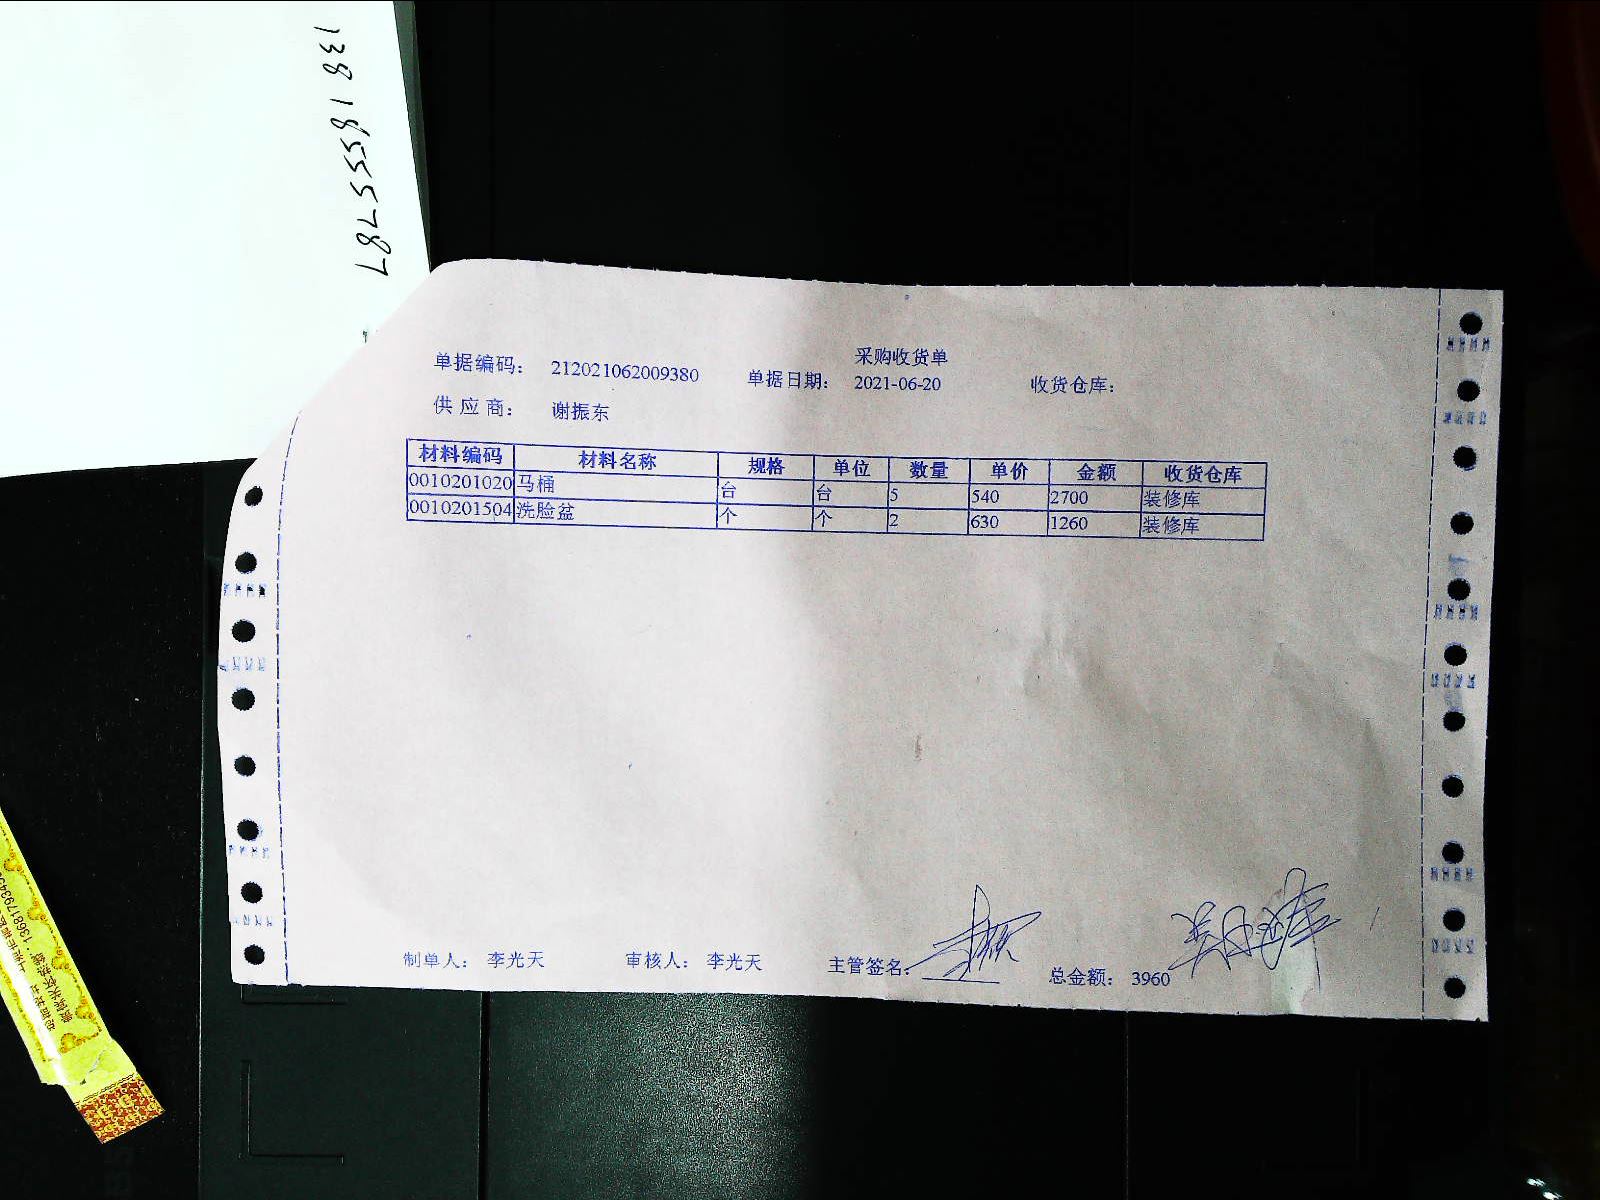 13818555787
采购收货单
单据编码: 212021062009380 单据日期: 2021-06-20 收货仓库:
供应商: 谢振东
材料编码 材料名称 规格 单位 数量 单价 金额 收货仓库
0010201020 马桶 台 台 5 540 2700 装修库
0010201504 洗脸盆 个 个 2 630 1260 装修库
制单人: 李光天 审核人: 李光天 主管签名: 总金额: 3960